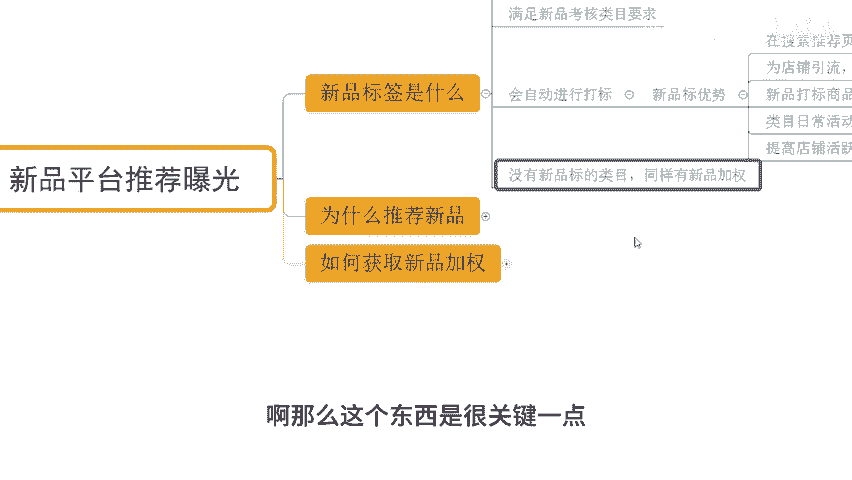 满足新品考核类目要求
在搜索推荐页
新品标签是什么
会自动进行打标
新品标优势
为店铺引流，
新品打标商品
类目日常活动
提高店铺活跃
没有新品标的类目，同样有新品加权
新品平台推荐曝光
为什么推荐新品
如何获取新品加权
啊那么这个东西是很关键一点